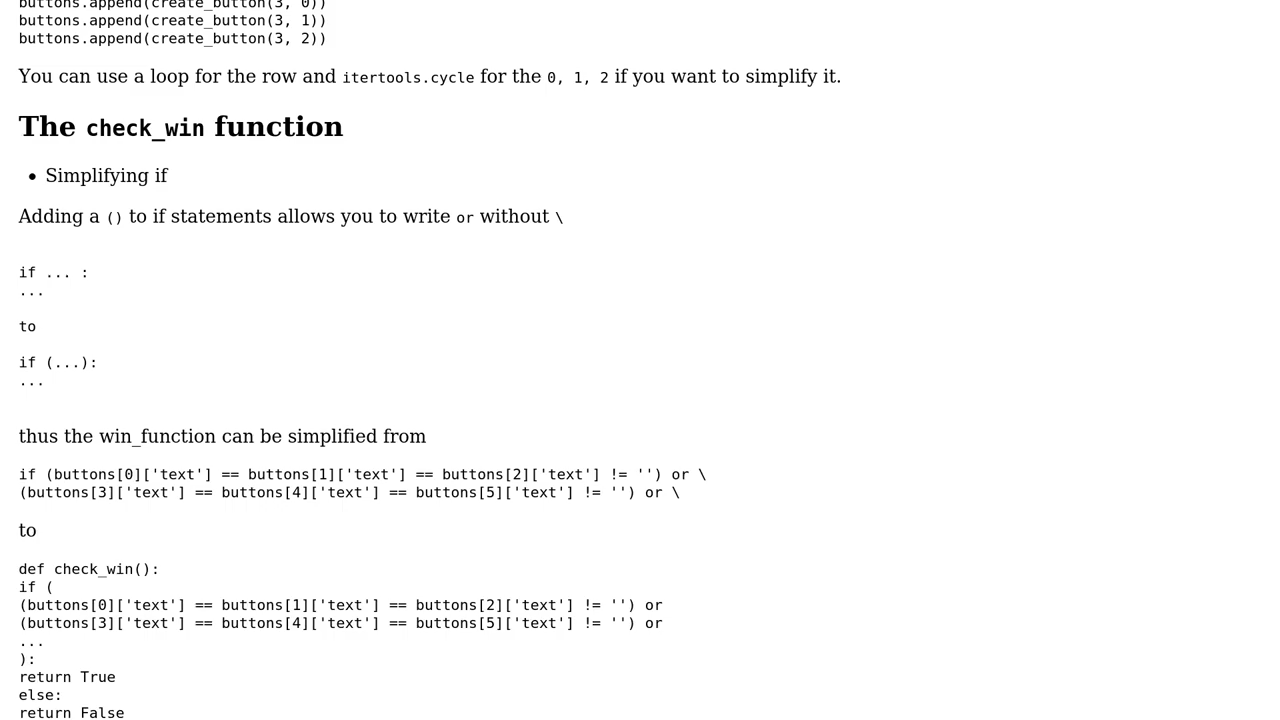 buttons.append(create_button(3, 0))
buttons.append(create_button(3, 1))
buttons.append(create_button(3, 2))
You can use a loop for the row and itertools.cycle for the 0, 1, 2 if you want to simplify it.
The check_win function
• Simplifying if
Adding a () to if statements allows you to write or without \
if ... :
...
to
if (...):
...
thus the win_function can be simplified from
if (buttons[0]['text'] == buttons[1]['text'] == buttons[2]['text'] != '') or \
(buttons[3]['text'] == buttons[4]['text'] == buttons[5]['text'] != '') or \
to
def check_win():
if (
(buttons[0]['text'] == buttons[1]['text'] == buttons[2]['text'] != '') or
(buttons[3]['text'] == buttons[4]['text'] == buttons[5]['text'] != '') or
...
):
return True
else:
return False